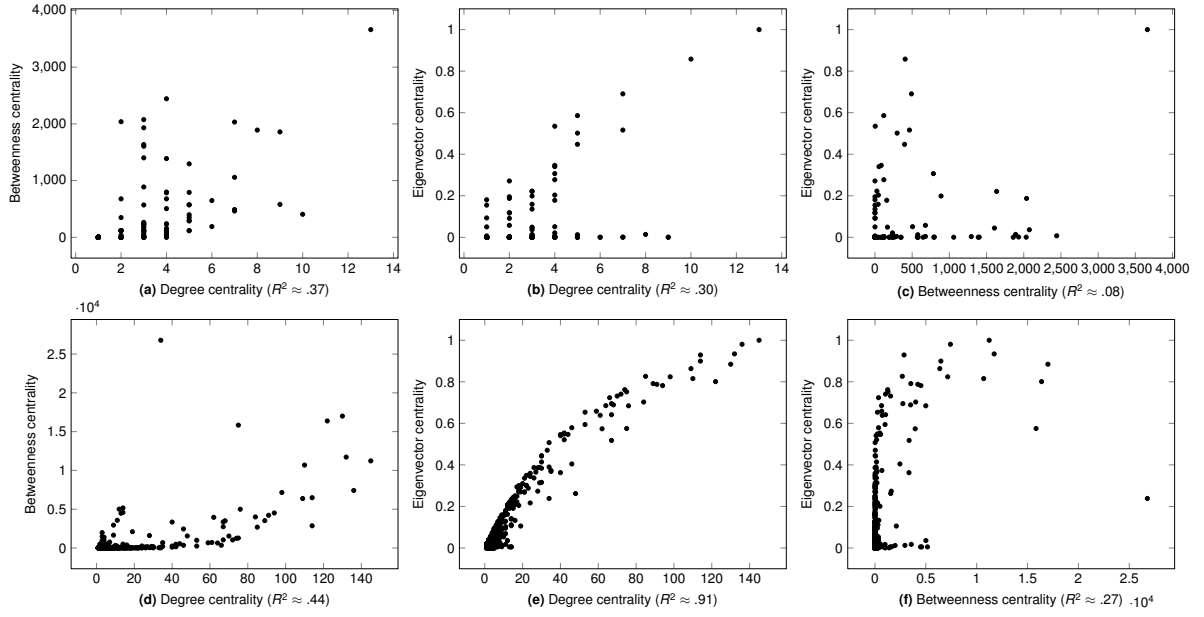 4,000
3,000
2,000
1,000
0
Betweenness centrality
0 2 4 6 8 10 12 14
(a) Degree centrality (R² ≈ .37)
1
0.8
0.6
0.4
0.2
0
Eigenvector centrality
0 2 4 6 8 10 12 14
(b) Degree centrality (R² ≈ .30)
1
0.8
0.6
0.4
0.2
0
Eigenvector centrality
0 500 1,000 1,500 2,000 2,500 3,000 3,500 4,000
(c) Betweenness centrality (R² ≈ .08)
·10⁴
2.5
2
1.5
1
0.5
0
Betweenness centrality
0 20 40 60 80 100 120 140
(d) Degree centrality (R² ≈ .44)
1
0.8
0.6
0.4
0.2
0
Eigenvector centrality
0 20 40 60 80 100 120 140
(e) Degree centrality (R² ≈ .91)
1
0.8
0.6
0.4
0.2
0
Eigenvector centrality
0 0.5 1 1.5 2 2.5
(f) Betweenness centrality (R² ≈ .27) ·10⁴